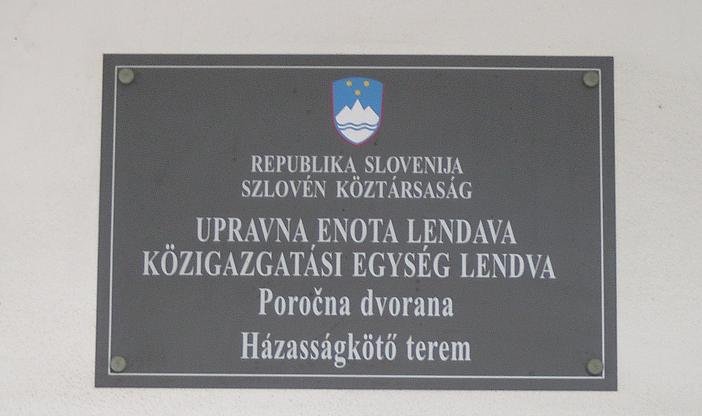 REPUBLIKA SLOVENIJA
SZLOVÉN KÖZTÁRSASÁG
UPRAVNA ENOTA LENDAVA
KÖZIGAZGATÁSI EGYSÉG LENDVA
Poročna dvorana
Házasságkötő terem